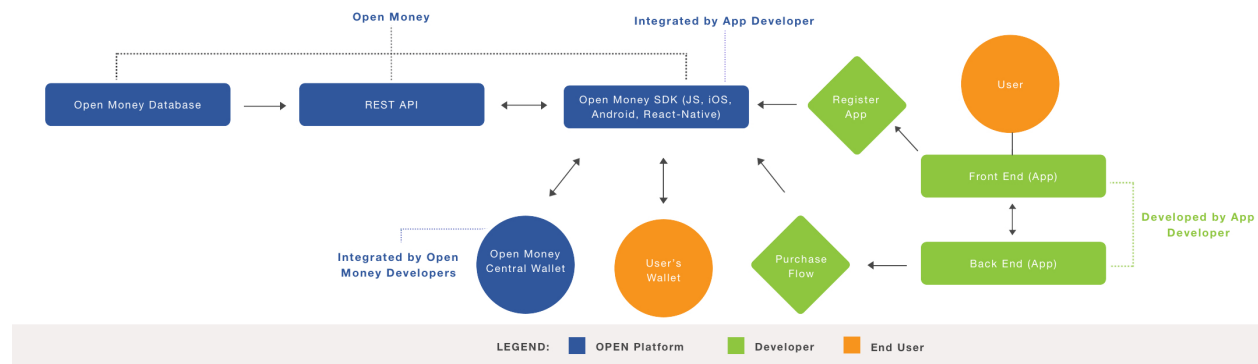 Open Money
Integrated by App Developer
Open Money Database
REST API
Open Money SDK (JS, iOS,
Android, React-Native)
Register
App
User
Front End (App)
Developed by App
Developer
Integrated by Open
Money Developers
Open Money
Central Wallet
User's
Wallet
Purchase
Flow
Back End (App)
LEGEND:
OPEN Platform
Developer
End User